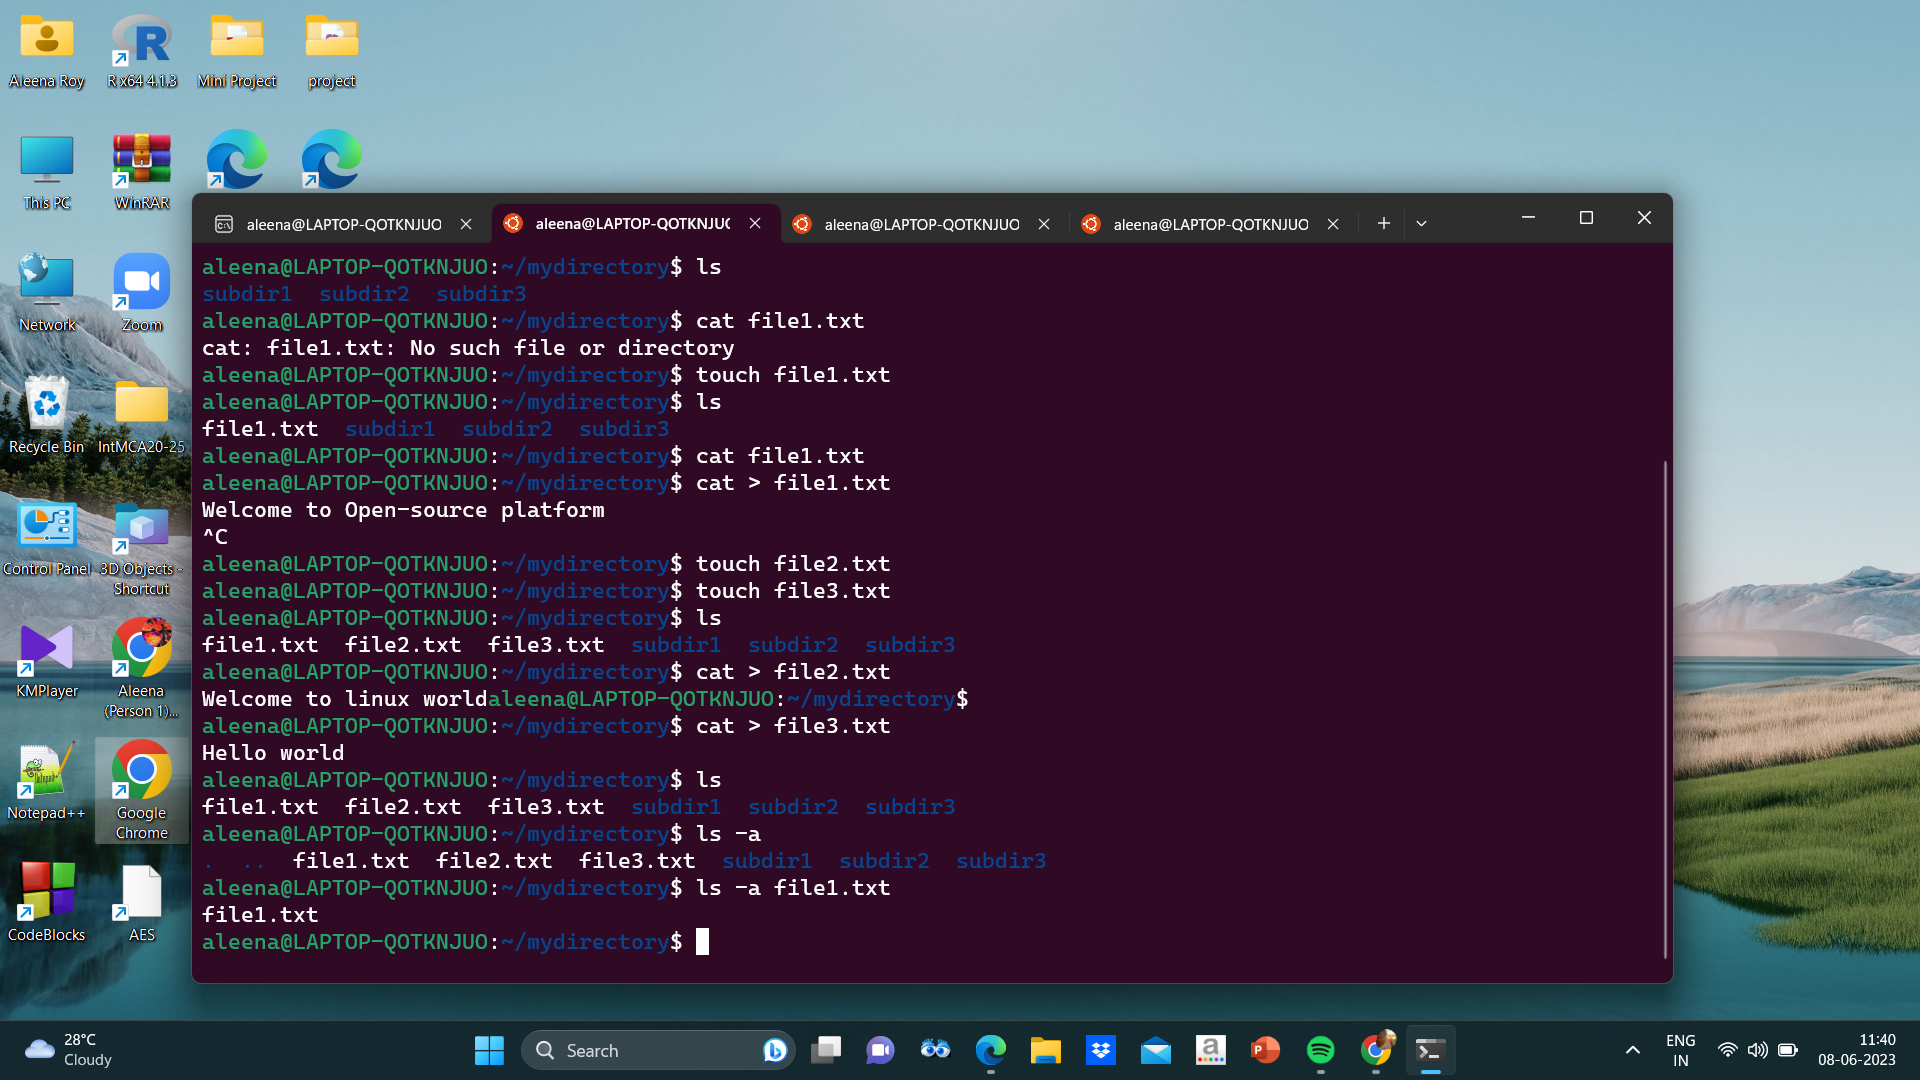 Aleena Roy
R x64 4.1.3
Mini Project
project
This PC
WinRAR
Network
Zoom
Recycle Bin
IntMCA20-25
Control Panel
3D Objects -
Shortcut
KMPlayer
Aleena
(Person 1)...
Notepad++
Google
Chrome
CodeBlocks
AES
aleena@LAPTOP-QOTKNJUO
aleena@LAPTOP-QOTKNJUO
aleena@LAPTOP-QOTKNJUO
aleena@LAPTOP-QOTKNJUO
aleena@LAPTOP-QOTKNJUO:~/mydirectory$ ls
subdir1  subdir2  subdir3
aleena@LAPTOP-QOTKNJUO:~/mydirectory$ cat file1.txt
cat: file1.txt: No such file or directory
aleena@LAPTOP-QOTKNJUO:~/mydirectory$ touch file1.txt
aleena@LAPTOP-QOTKNJUO:~/mydirectory$ ls
file1.txt  subdir1  subdir2  subdir3
aleena@LAPTOP-QOTKNJUO:~/mydirectory$ cat file1.txt
aleena@LAPTOP-QOTKNJUO:~/mydirectory$ cat > file1.txt
Welcome to Open-source platform
^C
aleena@LAPTOP-QOTKNJUO:~/mydirectory$ touch file2.txt
aleena@LAPTOP-QOTKNJUO:~/mydirectory$ touch file3.txt
aleena@LAPTOP-QOTKNJUO:~/mydirectory$ ls
file1.txt  file2.txt  file3.txt  subdir1  subdir2  subdir3
aleena@LAPTOP-QOTKNJUO:~/mydirectory$ cat > file2.txt
Welcome to linux worldaleena@LAPTOP-QOTKNJUO:~/mydirectory$
aleena@LAPTOP-QOTKNJUO:~/mydirectory$ cat > file3.txt
Hello world
aleena@LAPTOP-QOTKNJUO:~/mydirectory$ ls
file1.txt  file2.txt  file3.txt  subdir1  subdir2  subdir3
aleena@LAPTOP-QOTKNJUO:~/mydirectory$ ls -a
.  ..  file1.txt  file2.txt  file3.txt  subdir1  subdir2  subdir3
aleena@LAPTOP-QOTKNJUO:~/mydirectory$ ls -a file1.txt
file1.txt
aleena@LAPTOP-QOTKNJUO:~/mydirectory$
28°C
Cloudy
Search
ENG
IN
11:40
08-06-2023